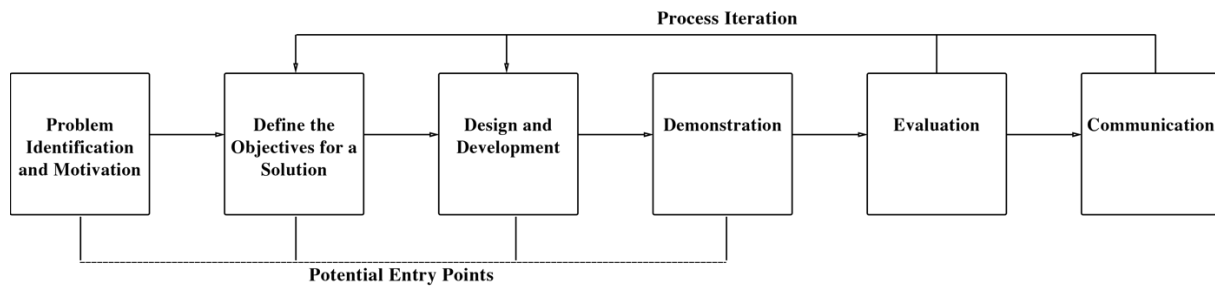 Process Iteration
Problem
Identification
and Motivation
Define the
Objectives for a
Solution
Design and
Development
Demonstration
Evaluation
Communication
Potential Entry Points